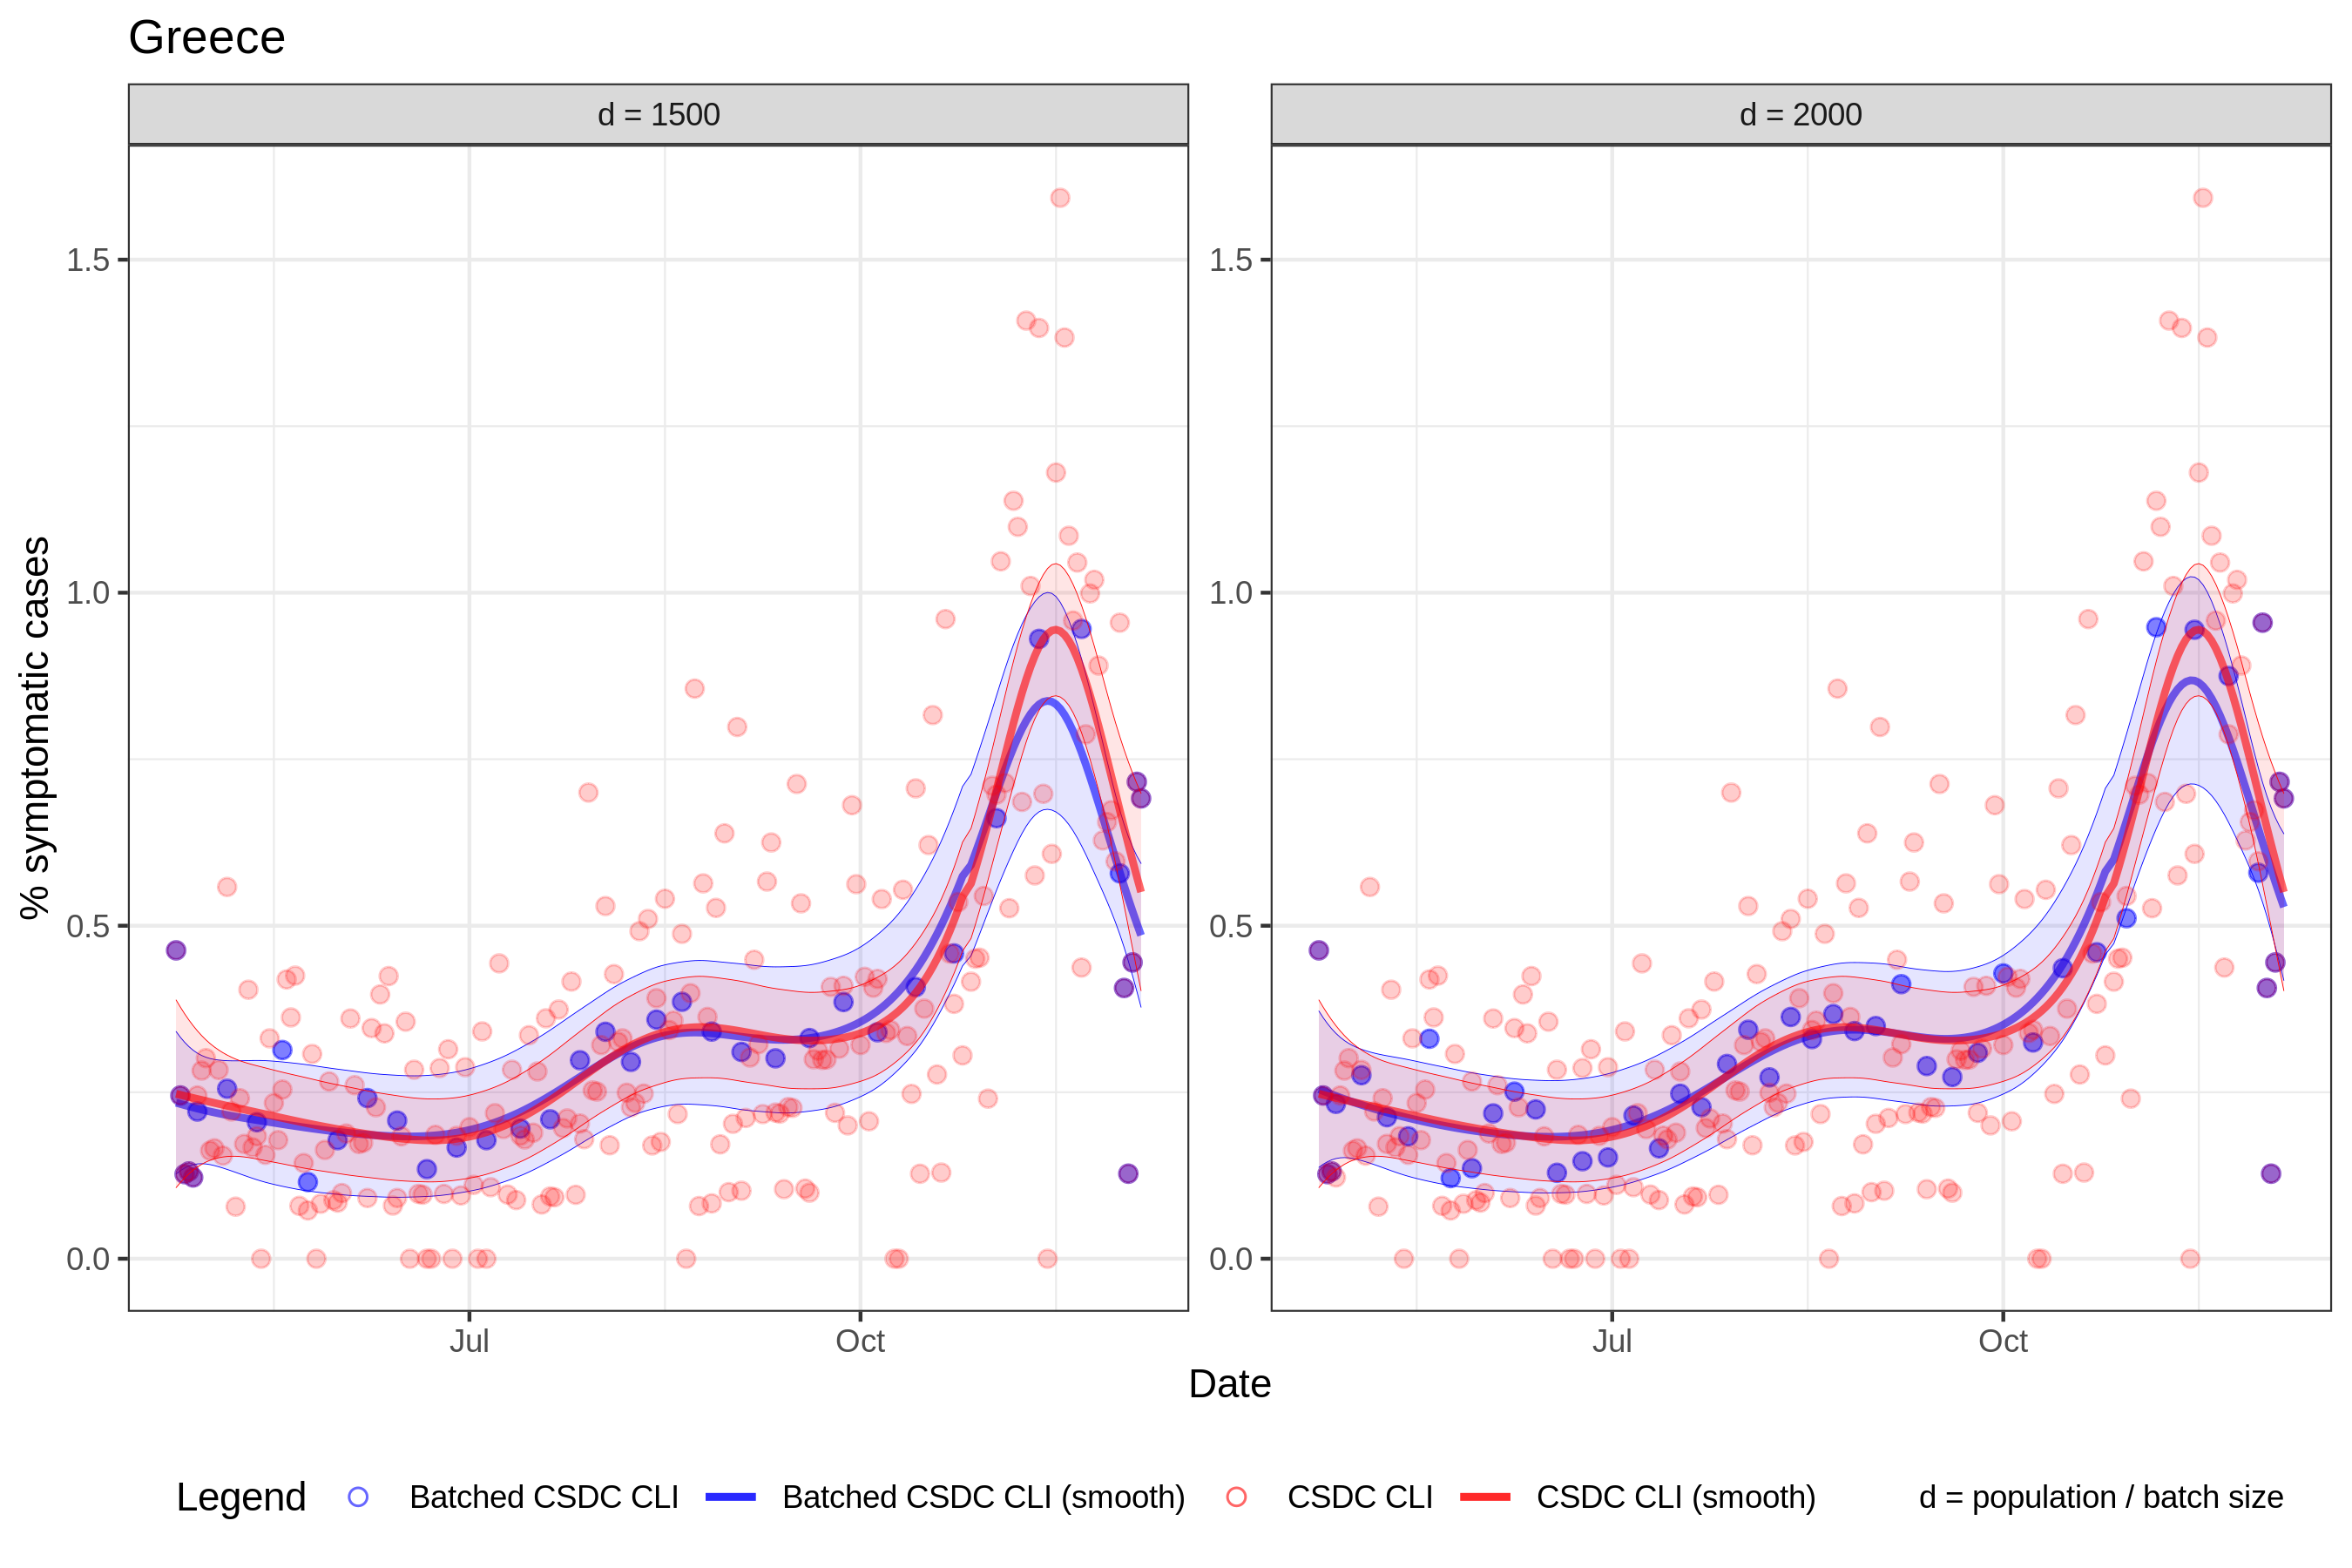 Greece
d = 1500
d = 2000
% symptomatic cases
1.5
1.0
0.5
0.0
1.5
1.0
0.5
0.0
Jul
Oct
Jul
Oct
Date
Legend
Batched CSDC CLI
Batched CSDC CLI (smooth)
CSDC CLI
CSDC CLI (smooth)
d = population / batch size